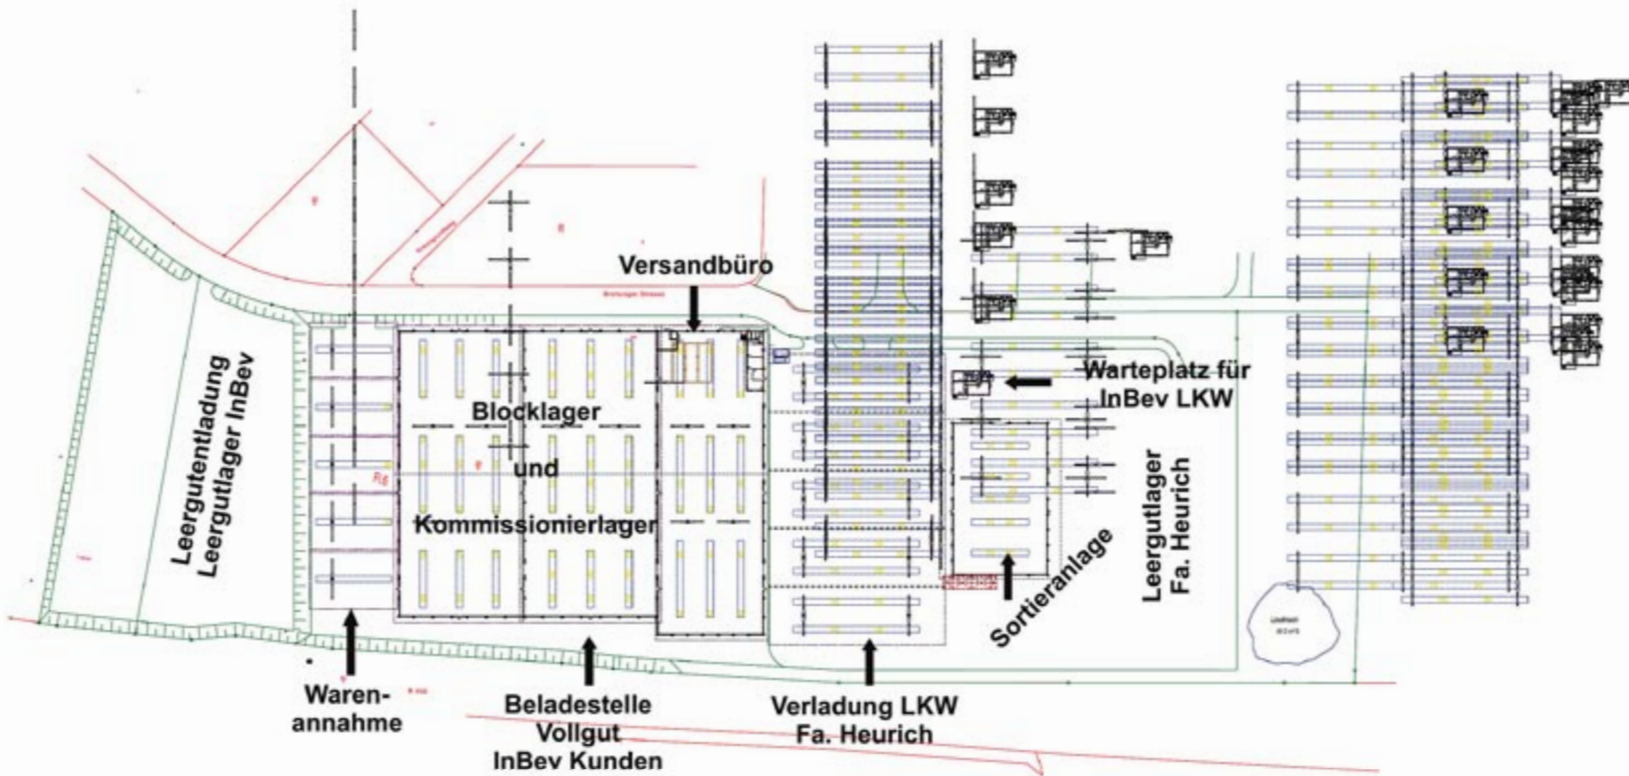 Versandbüro
Leergutentladung
Leergutlager InBev
Blocklager
und
Kommissionierlager
Warteplatz für
InBev LKW
Leergutlager
Fa. Heurich
Sortieranlage
Waren-
annahme
Beladestelle
Vollgut
InBev Kunden
Verladung LKW
Fa. Heurich